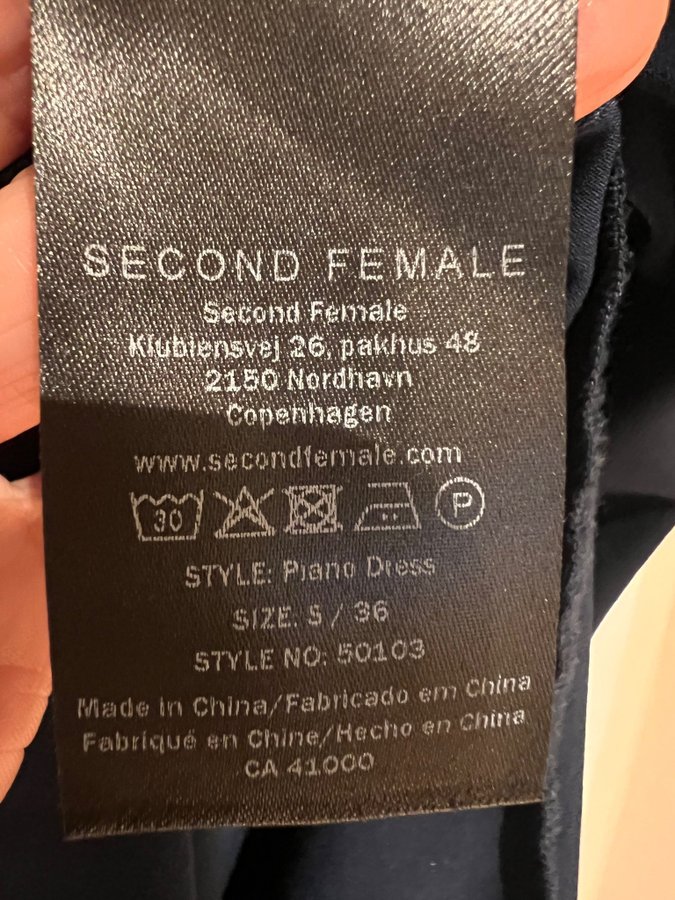 SECOND FEMALE
Second Female
Klubiensvej 26, pakhus 48
2150 Nordhavn
Copenhagen
www.secondfemale.com
30 P
STYLE: Piano Dress
SIZE: S / 36
STYLE NO: 50103
Made in China/Fabricado em China
Fabriqué en Chine/Hecho en China
CA 41000